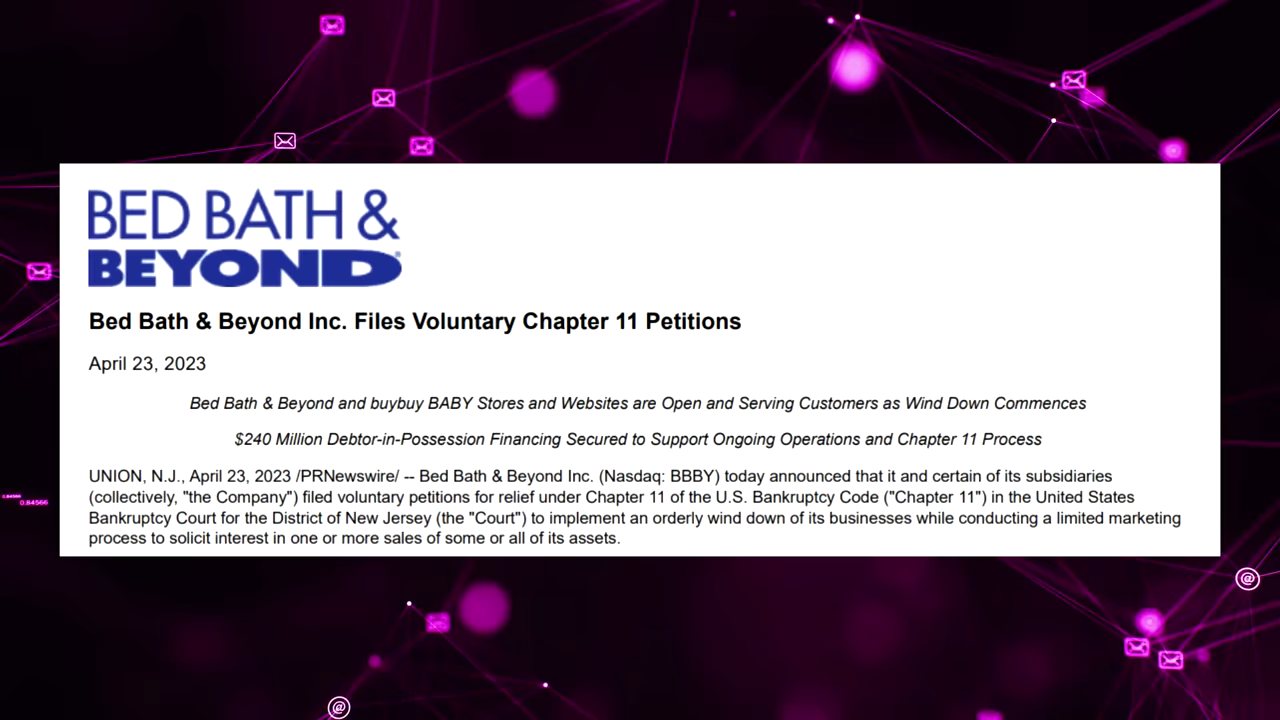 BED BATH &
BEYOND
Bed Bath & Beyond Inc. Files Voluntary Chapter 11 Petitions
April 23, 2023
Bed Bath & Beyond and buybuy BABY Stores and Websites are Open and Serving Customers as Wind Down Commences
$240 Million Debtor-in-Possession Financing Secured to Support Ongoing Operations and Chapter 11 Process
UNION, N.J., April 23, 2023 /PRNewswire/ -- Bed Bath & Beyond Inc. (Nasdaq: BBBY) today announced that it and certain of its subsidiaries
(collectively, "the Company") filed voluntary petitions for relief under Chapter 11 of the U.S. Bankruptcy Code ("Chapter 11") in the United States
Bankruptcy Court for the District of New Jersey (the "Court") to implement an orderly wind down of its businesses while conducting a limited marketing
process to solicit interest in one or more sales of some or all of its assets.
0.84566
0.84566
@
@